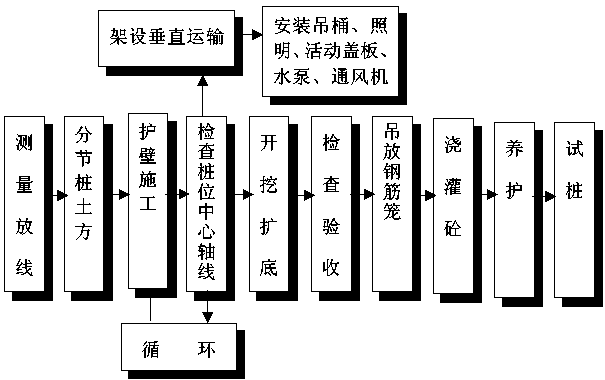 架设垂直运输
安装吊桶、照
明、活动盖板、
水泵、通风机
测量放线
分节桩土方
护壁施工
检查桩位中心轴线
开挖扩底
检查验收
吊放钢筋笼
浇灌砼
养护
试桩
循 环